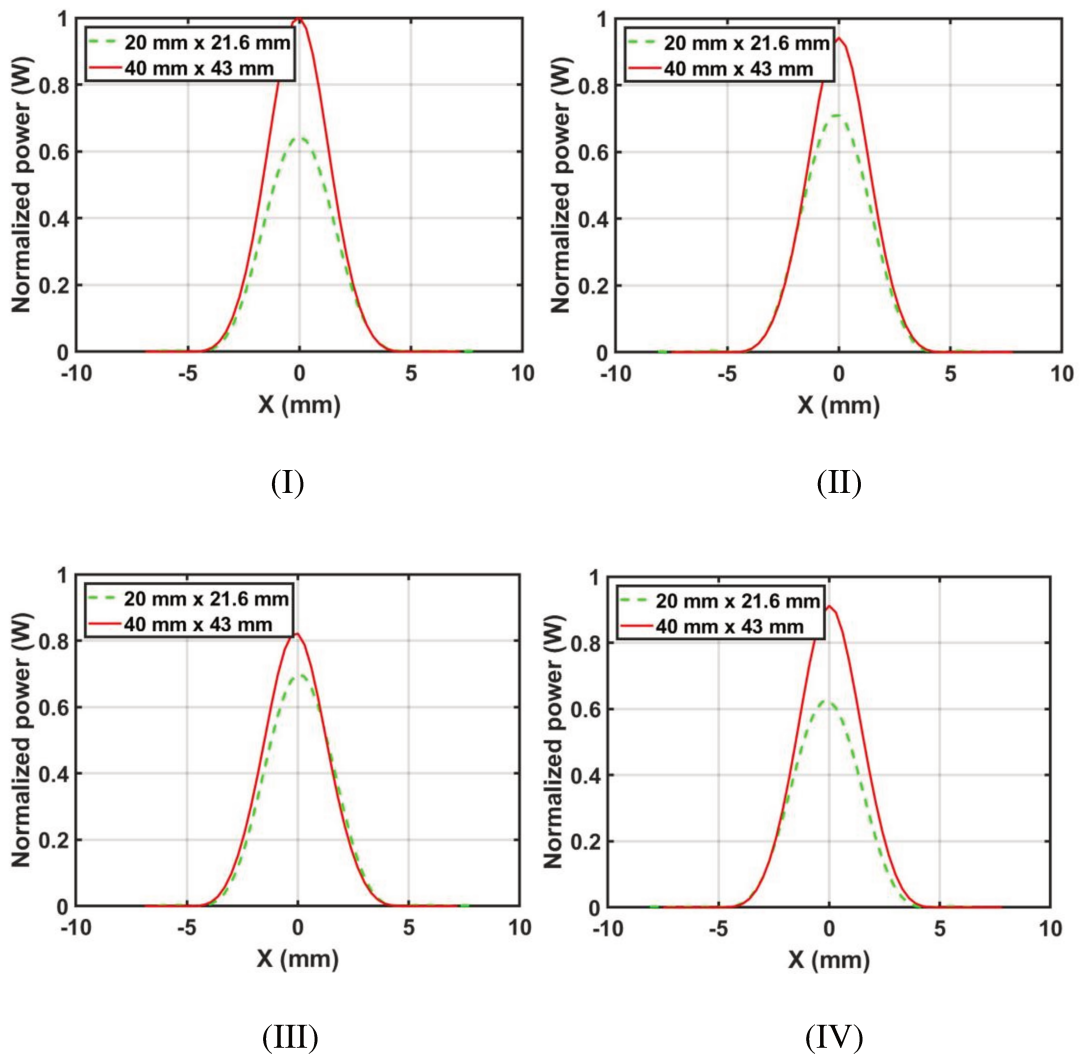 1
0.8
0.6
0.4
0.2
0
-10 -5 0 5 10
Normalized power (W)
X (mm)
20 mm x 21.6 mm
40 mm x 43 mm
(I)
1
0.8
0.6
0.4
0.2
0
-10 -5 0 5 10
Normalized power (W)
X (mm)
20 mm x 21.6 mm
40 mm x 43 mm
(II)
1
0.8
0.6
0.4
0.2
0
-10 -5 0 5 10
Normalized power (W)
X (mm)
20 mm x 21.6 mm
40 mm x 43 mm
(III)
1
0.8
0.6
0.4
0.2
0
-10 -5 0 5 10
Normalized power (W)
X (mm)
20 mm x 21.6 mm
40 mm x 43 mm
(IV)